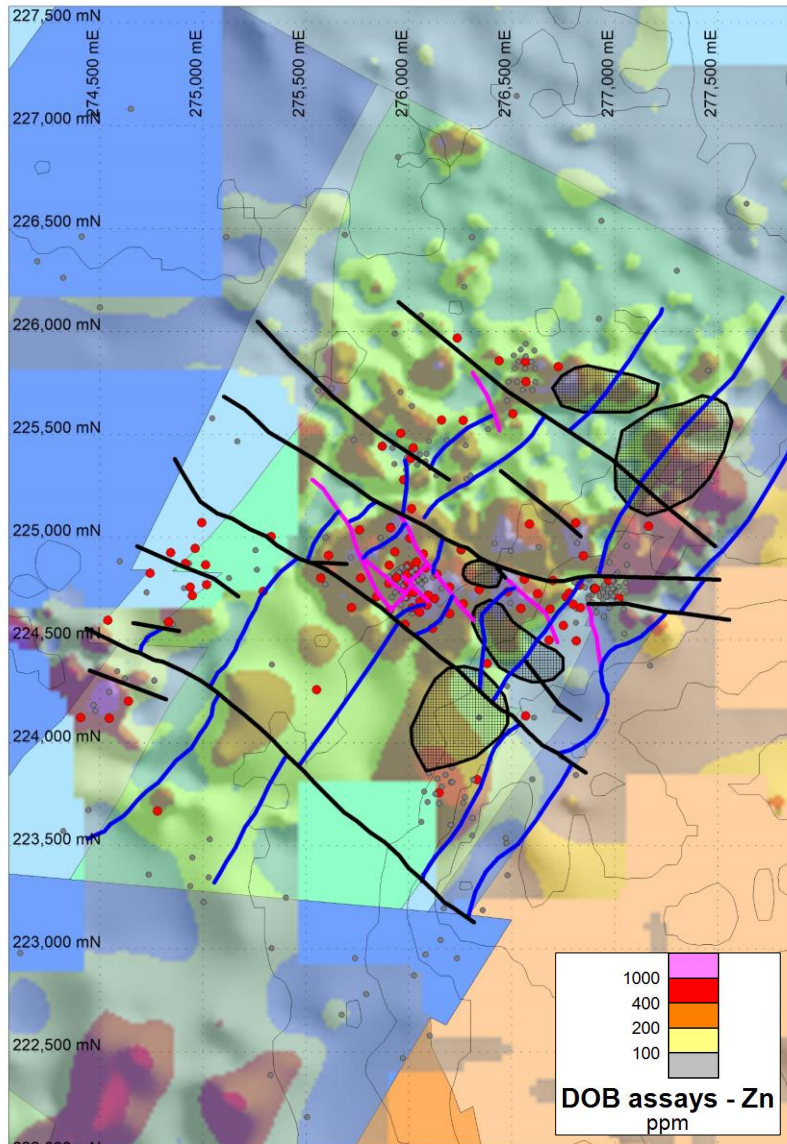 227,500 mN
274,500 mE
275,000 mE
275,500 mE
276,000 mE
276,500 mE
277,000 mE
277,500 mE
227,000 mN
226,500 mN
226,000 mN
225,500 mN
225,000 mN
224,500 mN
224,000 mN
223,500 mN
223,000 mN
222,500 mN
1000
400
200
100
DOB assays - Zn
ppm